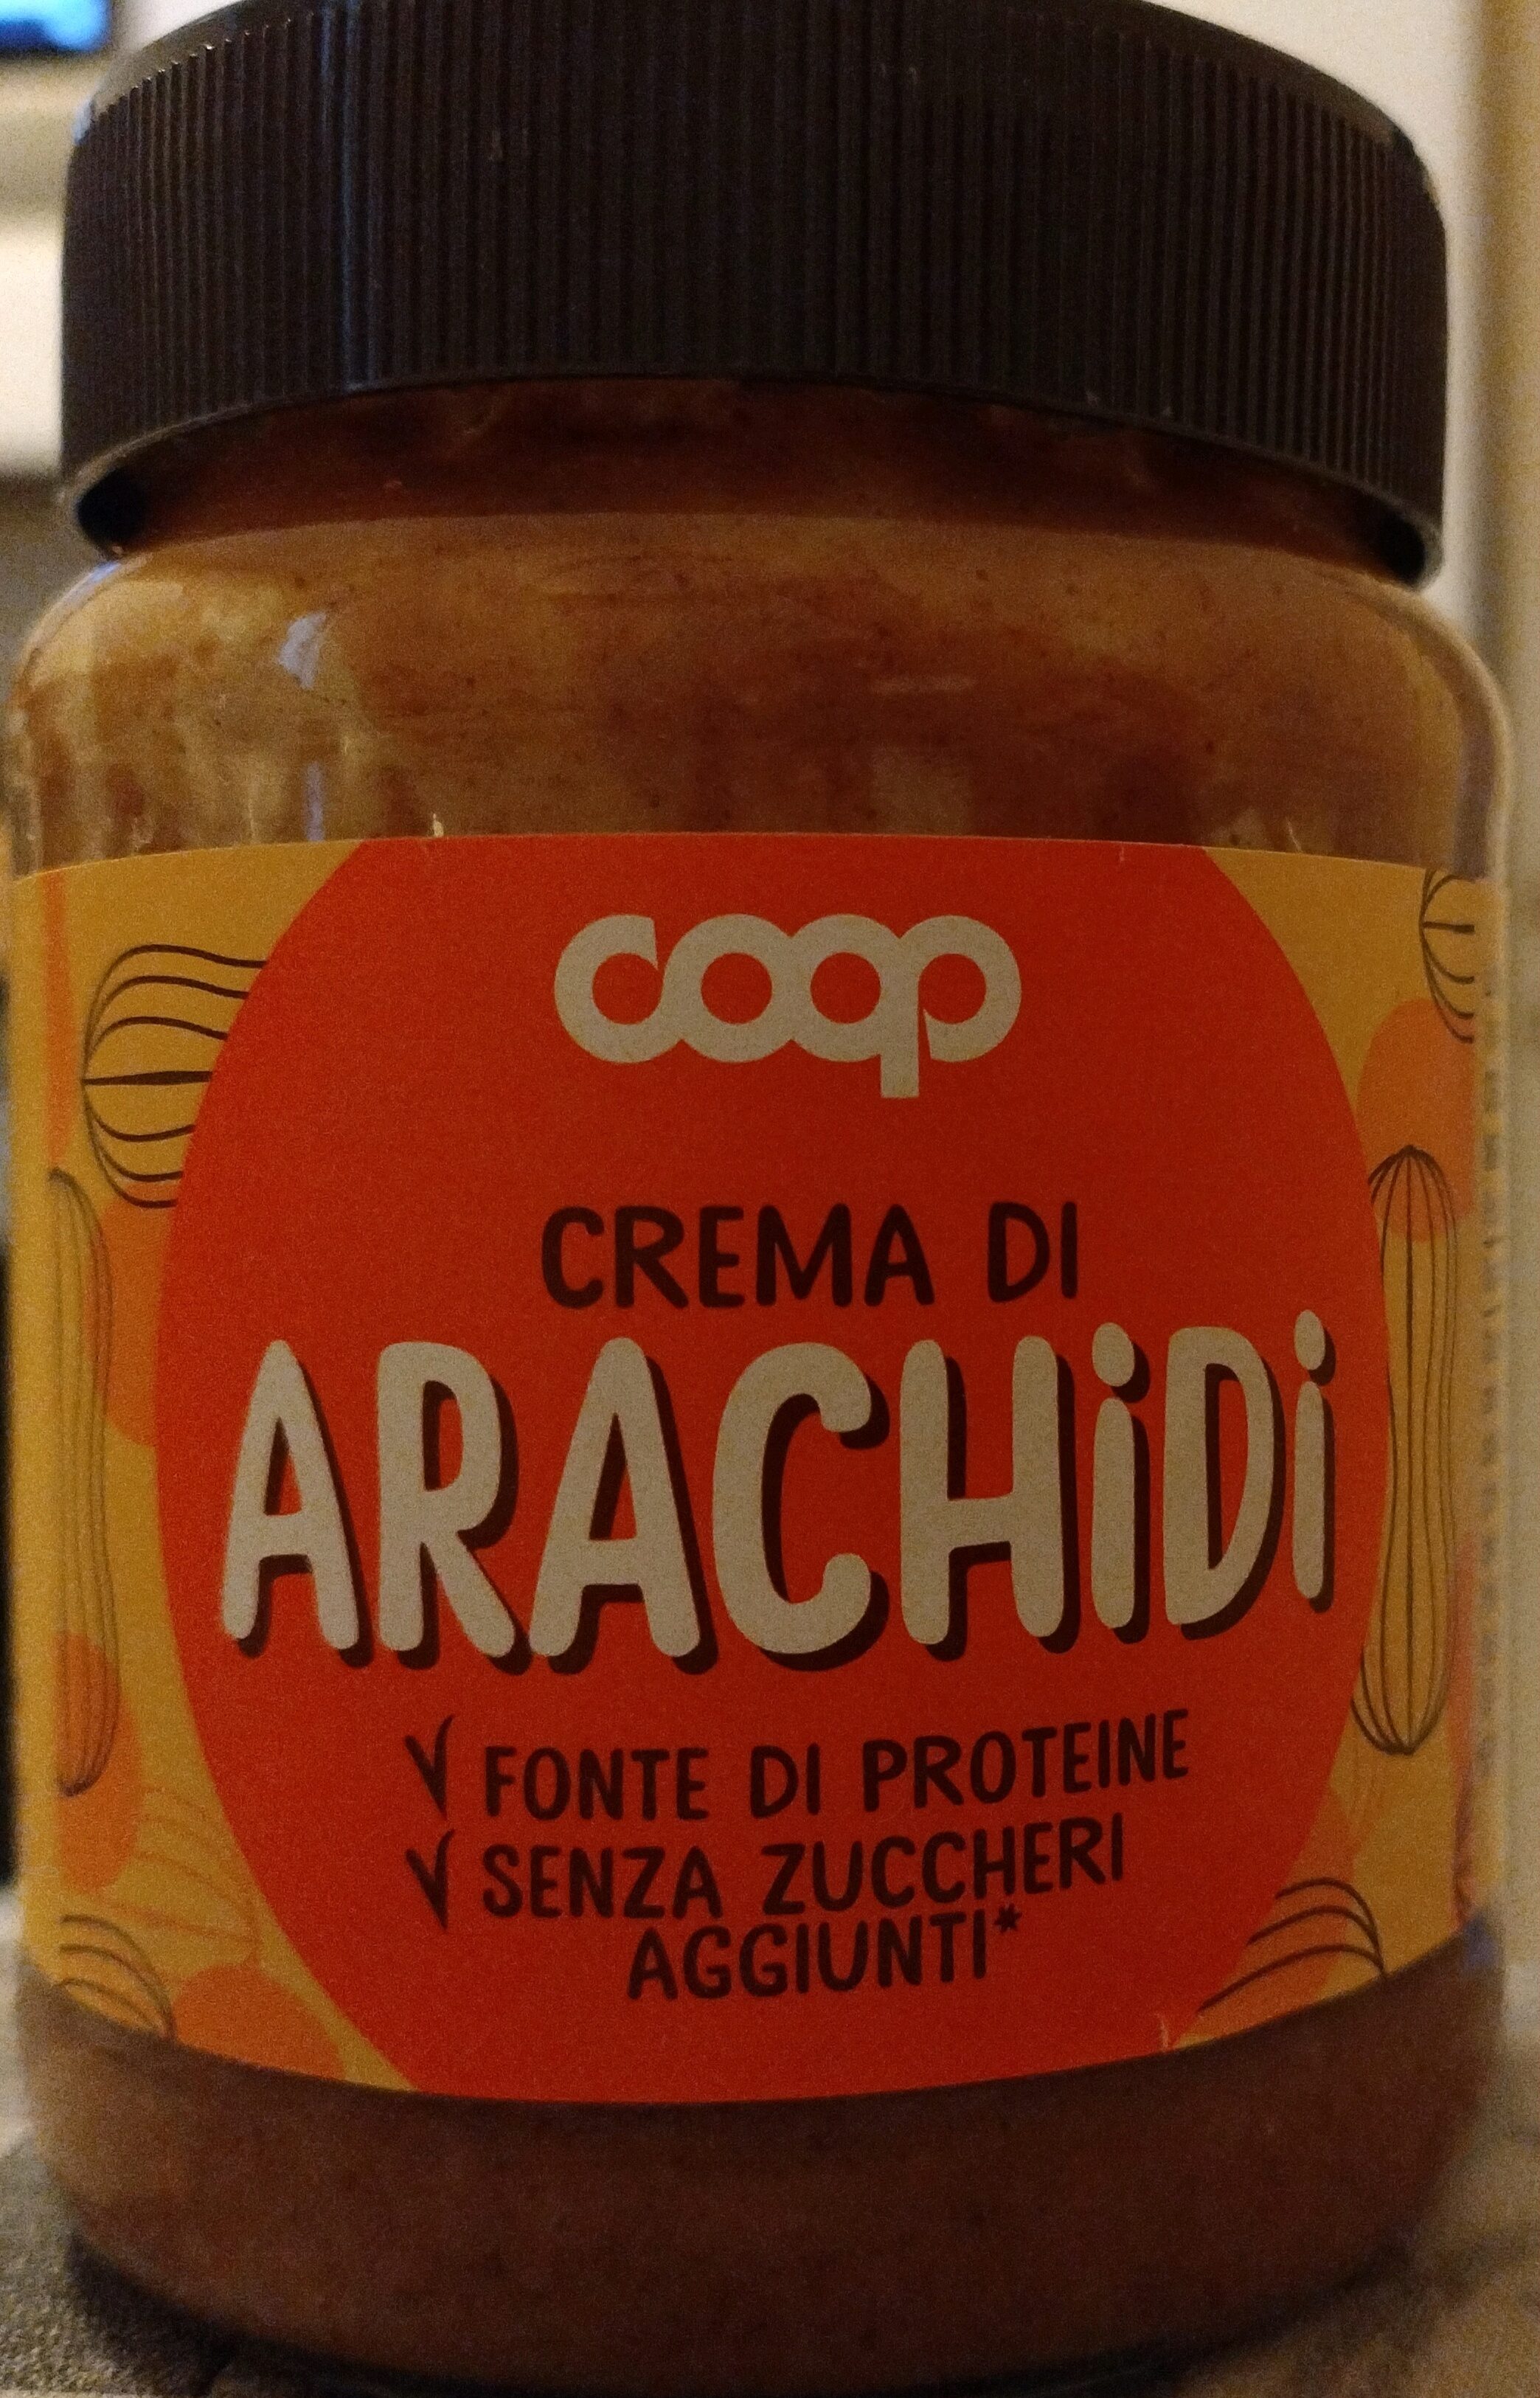 coop
CREMA DI
ARACHiDi
FONTE DI PROTEINE
SENZA ZUCCHERI
AGGIUNTI*